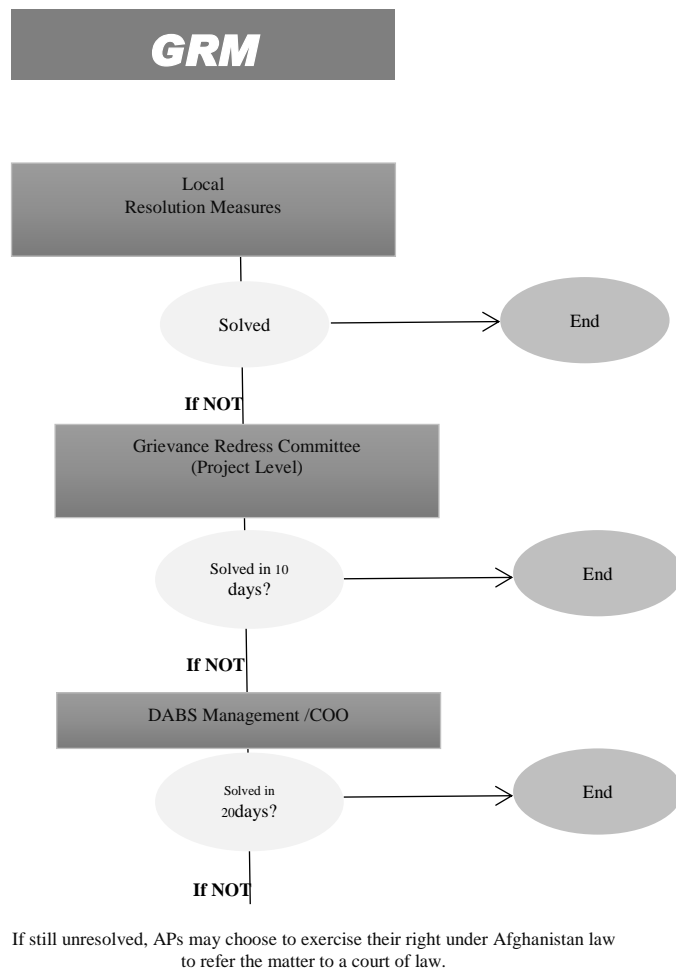 GRM
Local
Resolution Measures
Solved
End
If NOT
Grievance Redress Committee
(Project Level)
Solved in 10
days?
End
If NOT
DABS Management /COO
Solved in
20days?
End
If NOT
If still unresolved, APs may choose to exercise their right under Afghanistan law
to refer the matter to a court of law.